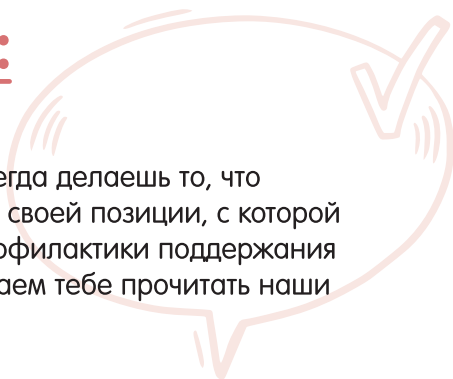 егда делаешь то, что
своей позиции, с которой
офилактики поддержания
аем тебе прочитать наши